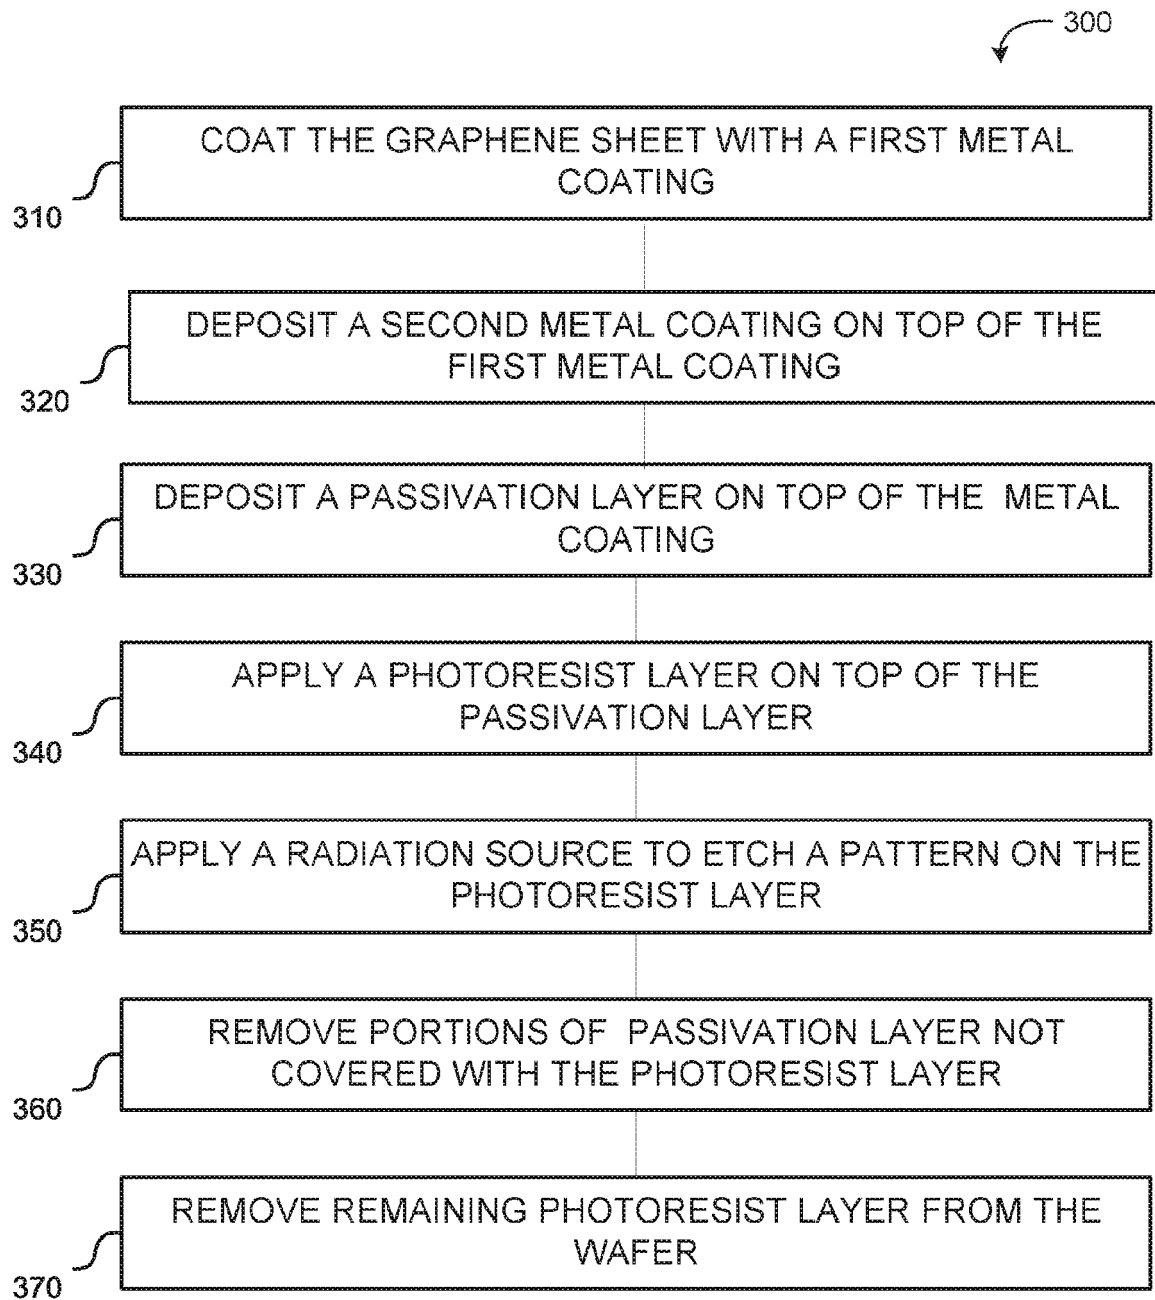 300
COAT THE GRAPHENE SHEET WITH A FIRST METAL
COATING
310
DEPOSIT A SECOND METAL COATING ON TOP OF THE
FIRST METAL COATING
320
DEPOSIT A PASSIVATION LAYER ON TOP OF THE  METAL
COATING
330
APPLY A PHOTORESIST LAYER ON TOP OF THE
PASSIVATION LAYER
340
APPLY A RADIATION SOURCE TO ETCH A PATTERN ON THE
PHOTORESIST LAYER
350
REMOVE PORTIONS OF  PASSIVATION LAYER NOT
COVERED WITH THE PHOTORESIST LAYER
360
REMOVE REMAINING PHOTORESIST LAYER FROM THE
WAFER
370